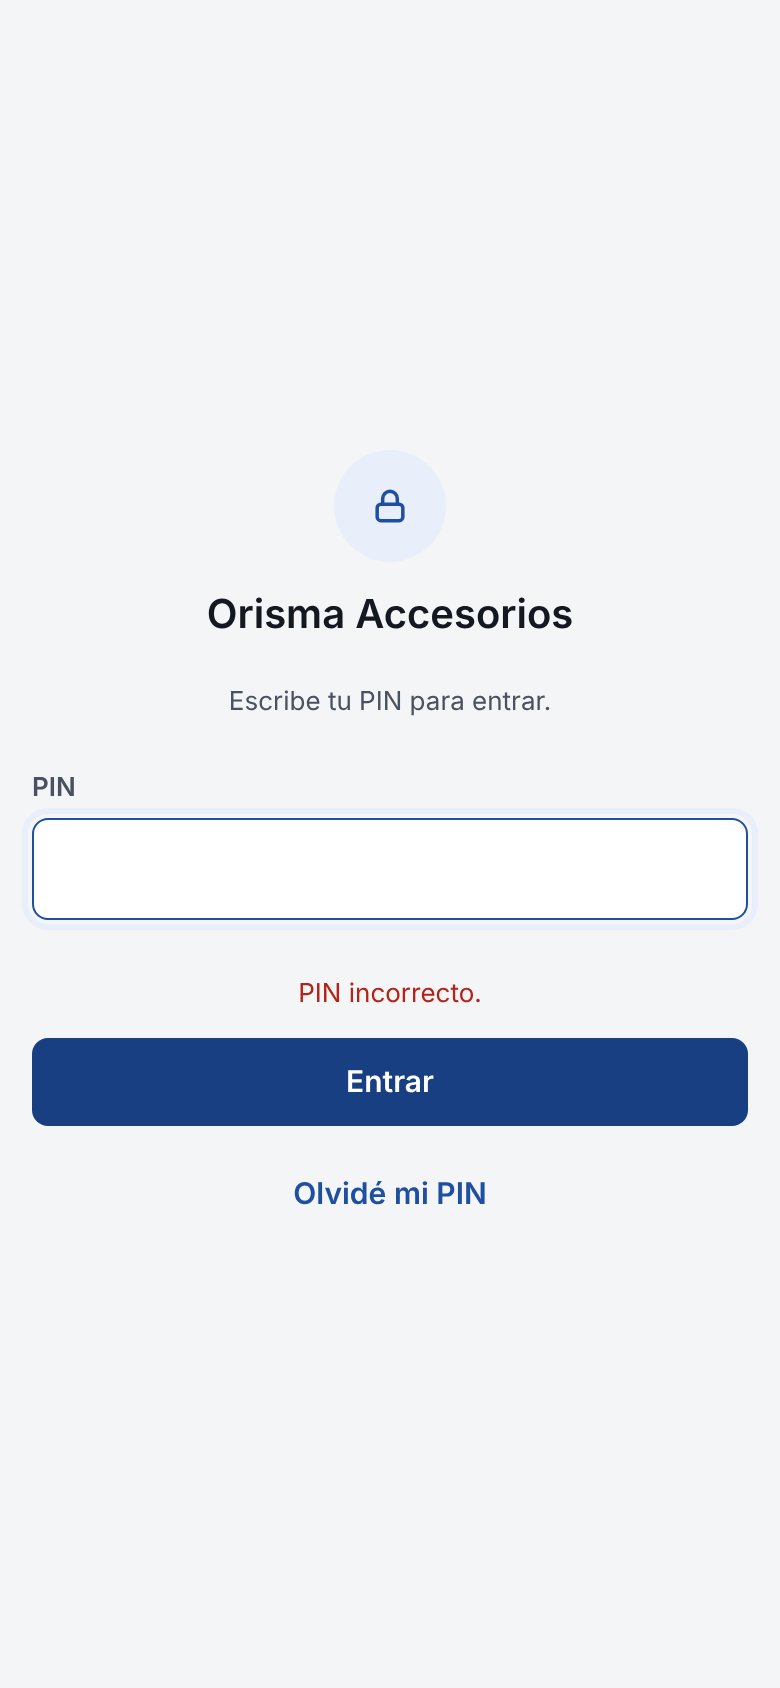 Orisma Accesorios
Escribe tu PIN para entrar.
PIN
PIN incorrecto.
Entrar
Olvidé mi PIN